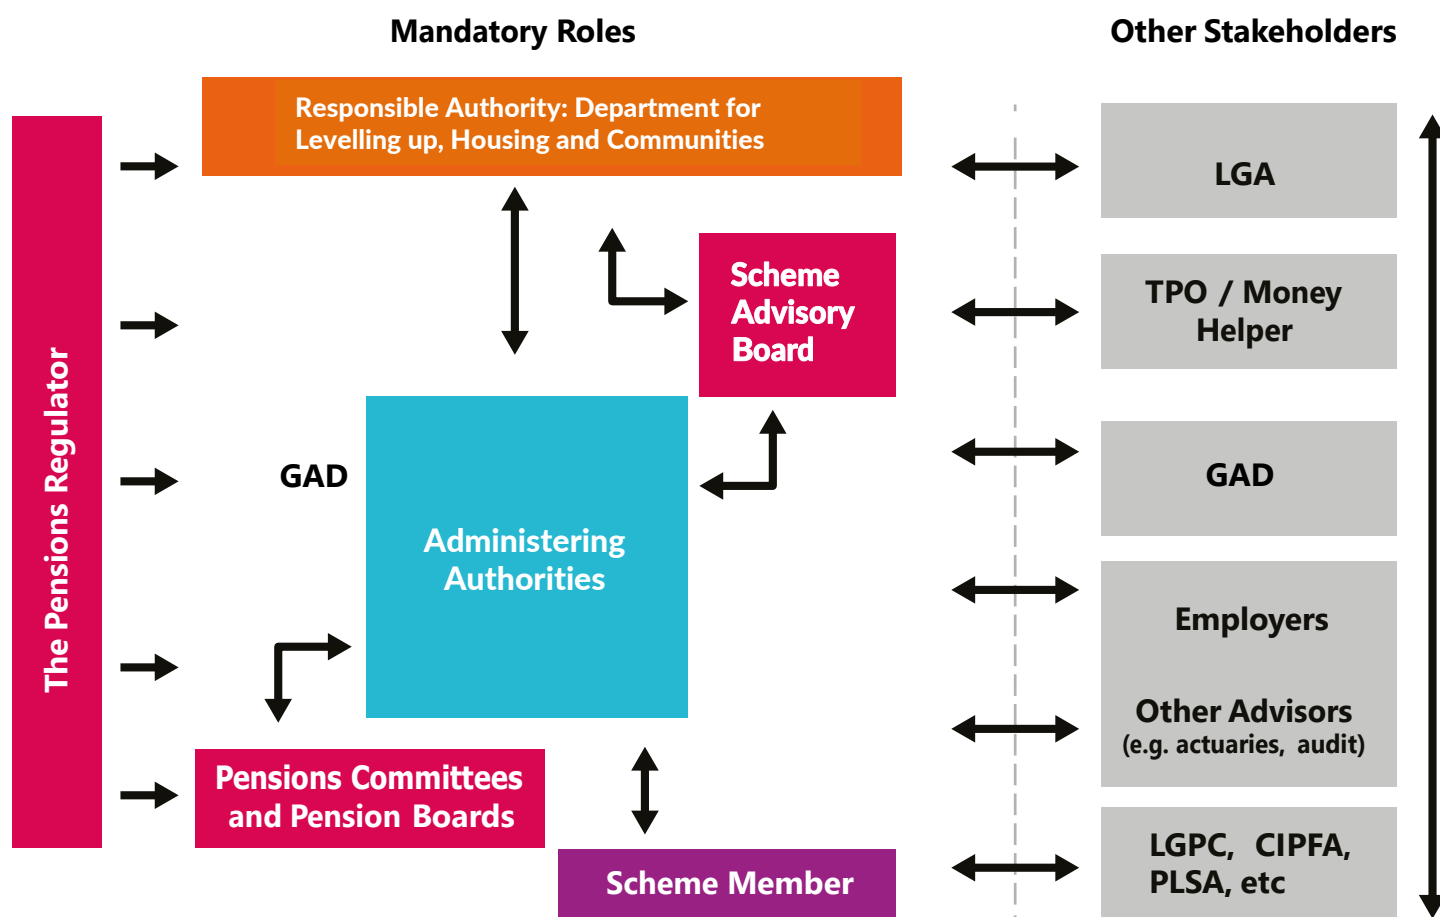 Mandatory Roles
Other Stakeholders
The Pensions Regulator
Responsible Authority: Department for
Levelling up, Housing and Communities
Scheme
Advisory
Board
GAD
Administering
Authorities
Pensions Committees
and Pension Boards
Scheme Member
LGA
TPO / Money
Helper
GAD
Employers
Other Advisors
(e.g. actuaries, audit)
LGPC, CIPFA,
PLSA, etc